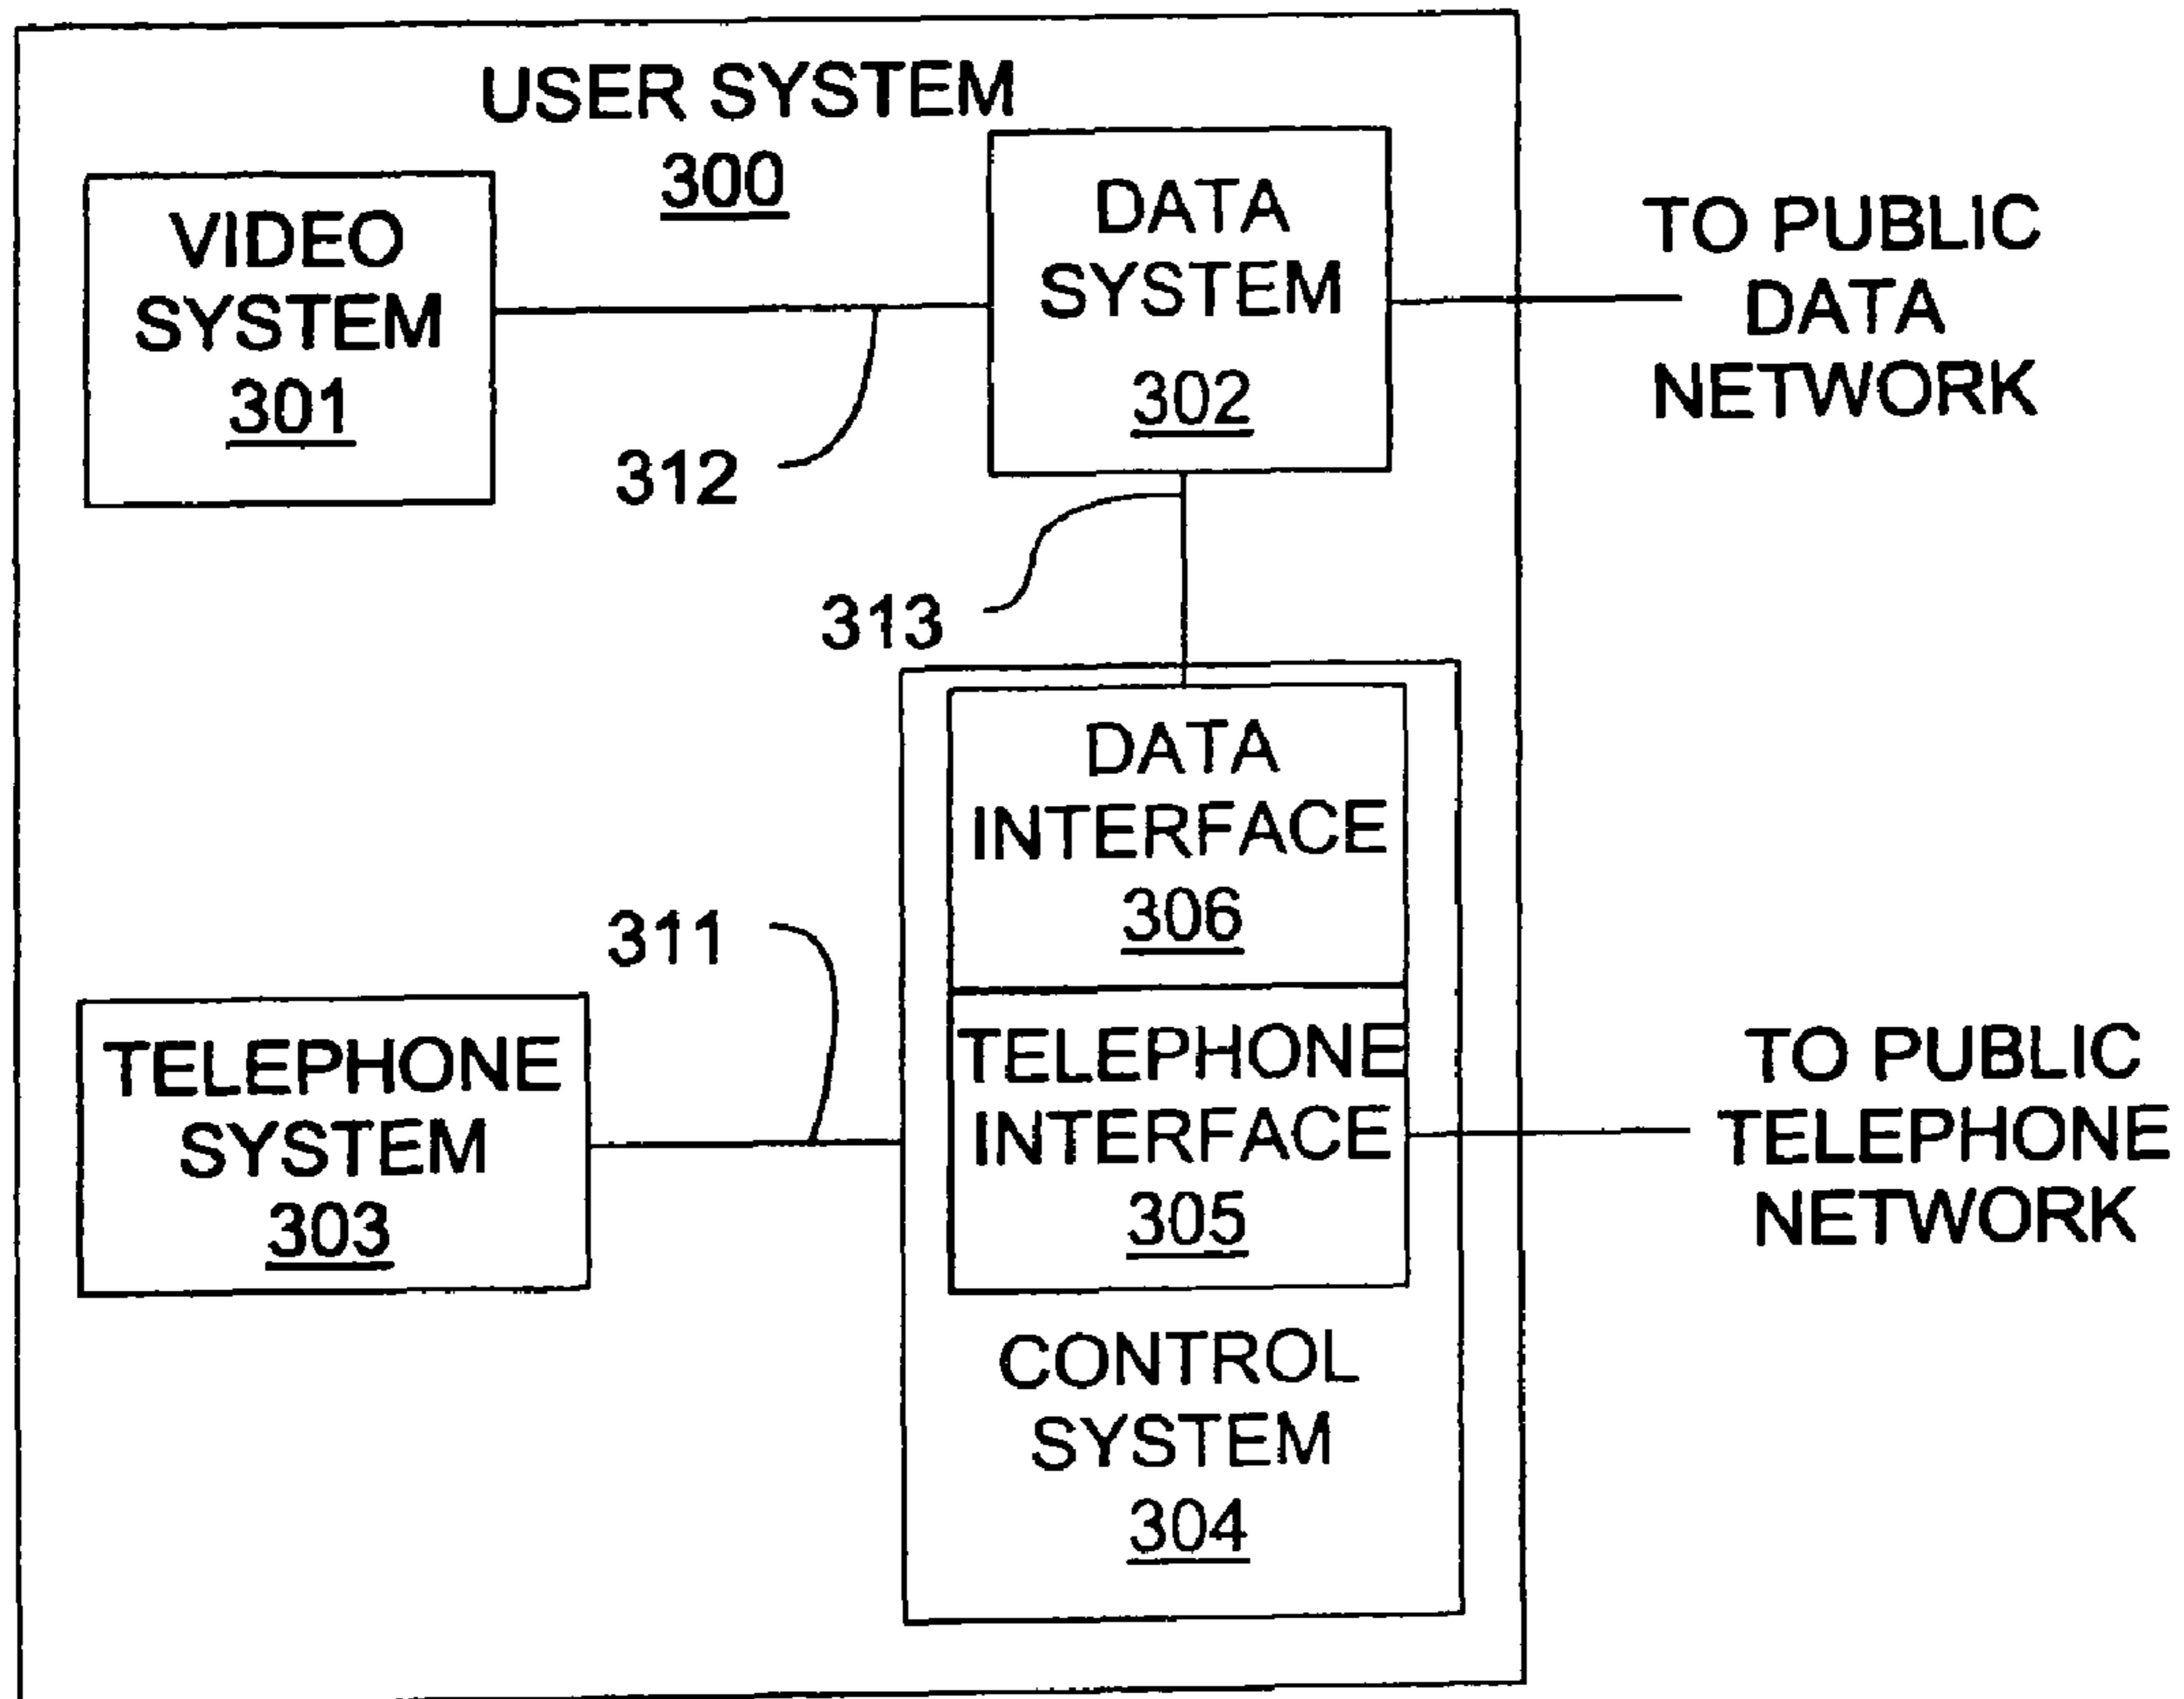 USER SYSTEM
300
VIDEO
SYSTEM
301
DATA
SYSTEM
302
TO PUBLIC
DATA
NETWORK
312
313
DATA
INTERFACE
306
311
TELEPHONE
SYSTEM
303
TELEPHONE
INTERFACE
305
TO PUBLIC
TELEPHONE
NETWORK
CONTROL
SYSTEM
304